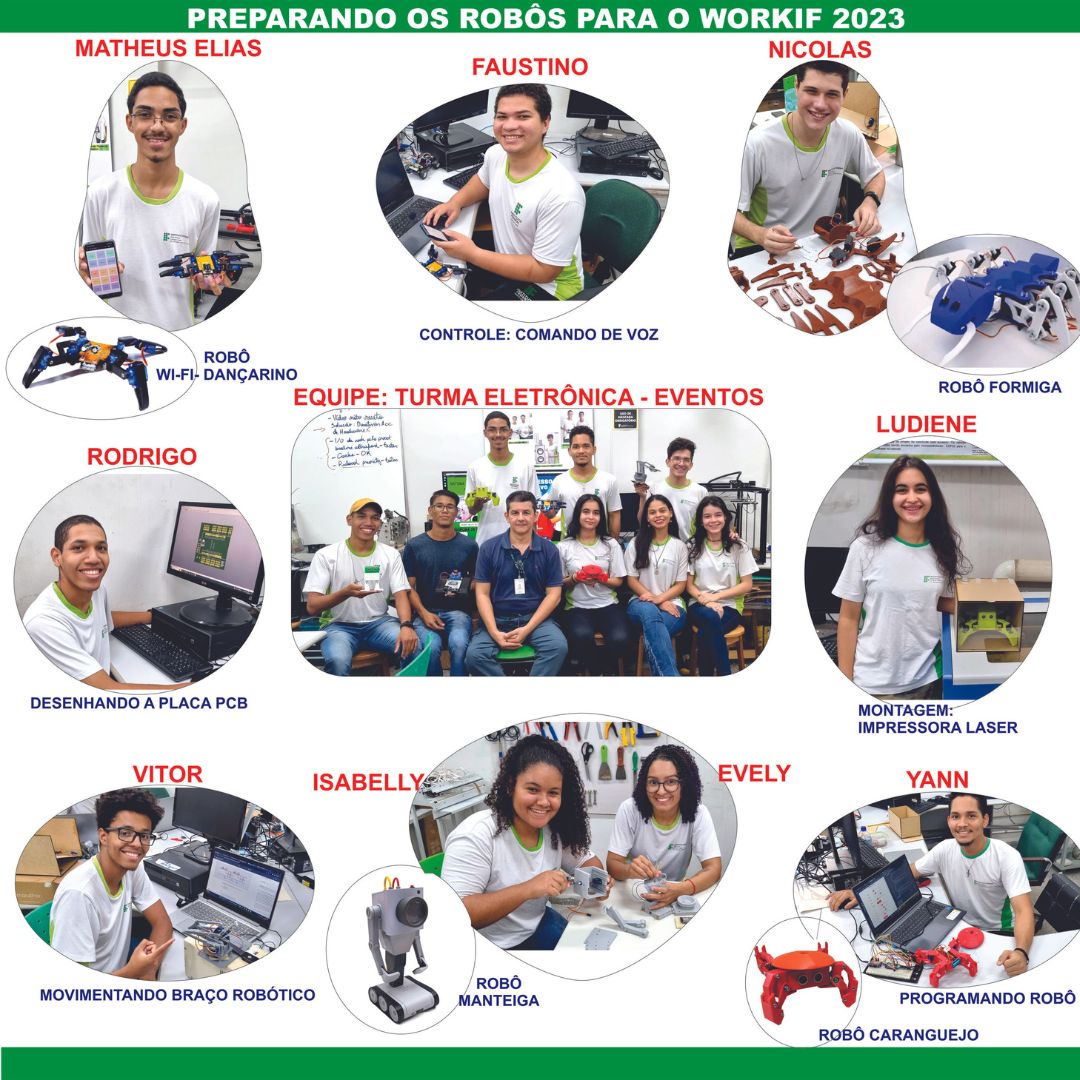 PREPARANDO OS ROBÔS PARA O WORKIF 2023
MATHEUS ELIAS
FAUSTINO
NICOLAS
CONTROLE: COMANDO DE VOZ
ROBÔ
WI-FI- DANÇARINO
ROBÔ FORMIGA
EQUIPE: TURMA ELETRÔNICA - EVENTOS
RODRIGO
LUDIENE
DESENHANDO A PLACA PCB
MONTAGEM:
IMPRESSORA LASER
VITOR
ISABELLY
EVELY
YANN
MOVIMENTANDO BRAÇO ROBÓTICO
ROBÔ
MANTEIGA
PROGRAMANDO ROBÔ
ROBÔ CARANGUEJO